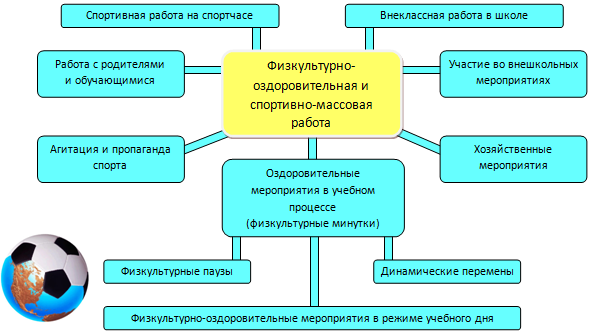 Спортивная работа на спортчасе
Внеклассная работа в школе
Работа с родителями
и обучающимися
Физкультурно-
оздоровительная и
спортивно-массовая
работа
Участие во внешкольных
мероприятиях
Агитация и пропаганда
спорта
Хозяйственные
мероприятия
Оздоровительные
мероприятия в учебном
процессе
(физкультурные минутки)
Физкультурные паузы
Динамические перемены
Физкультурно-оздоровительные мероприятия в режиме учебного дня